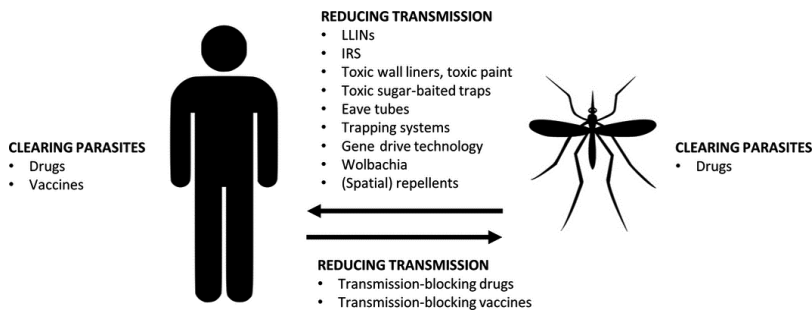 REDUCING TRANSMISSION
• LLINs
• IRS
• Toxic wall liners, toxic paint
• Toxic sugar-baited traps
• Eave tubes
• Trapping systems
• Gene drive technology
• Wolbachia
• (Spatial) repellents
CLEARING PARASITES
• Drugs
• Vaccines
CLEARING PARASITES
• Drugs
REDUCING TRANSMISSION
• Transmission-blocking drugs
• Transmission-blocking vaccines